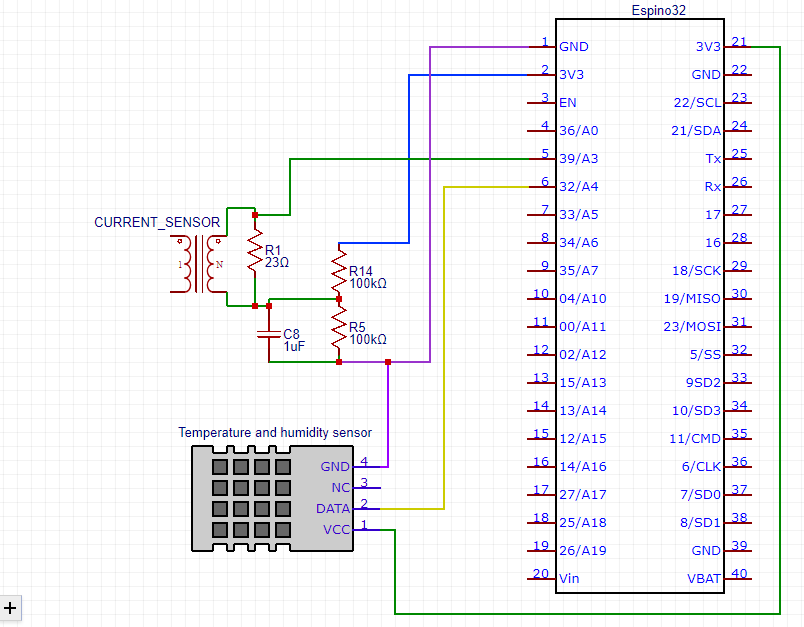 Espino32
1 GND 3V3 21
2 3V3 GND 22
3 EN 22/SCL 23
4 36/A0 21/SDA 24
5 39/A3 Tx 25
6 32/A4 Rx 26
7 33/A5 17 27
8 34/A6 16 28
9 35/A7 18/SCK 29
10 04/A10 19/MISO 30
11 00/A11 23/MOSI 31
12 02/A12 5/SS 32
13 15/A13 9SD2 33
14 13/A14 10/SD3 34
15 12/A15 11/CMD 35
16 14/A16 6/CLK 36
17 27/A17 7/SD0 37
18 25/A18 8/SD1 38
19 26/A19 GND 39
20 Vin VBAT 40
CURRENT_SENSOR
1 N
R1
23Ω
R14
100kΩ
R5
100kΩ
C8
1uF
Temperature and humidity sensor
GND 4
NC 3
DATA 2
VCC 1
+